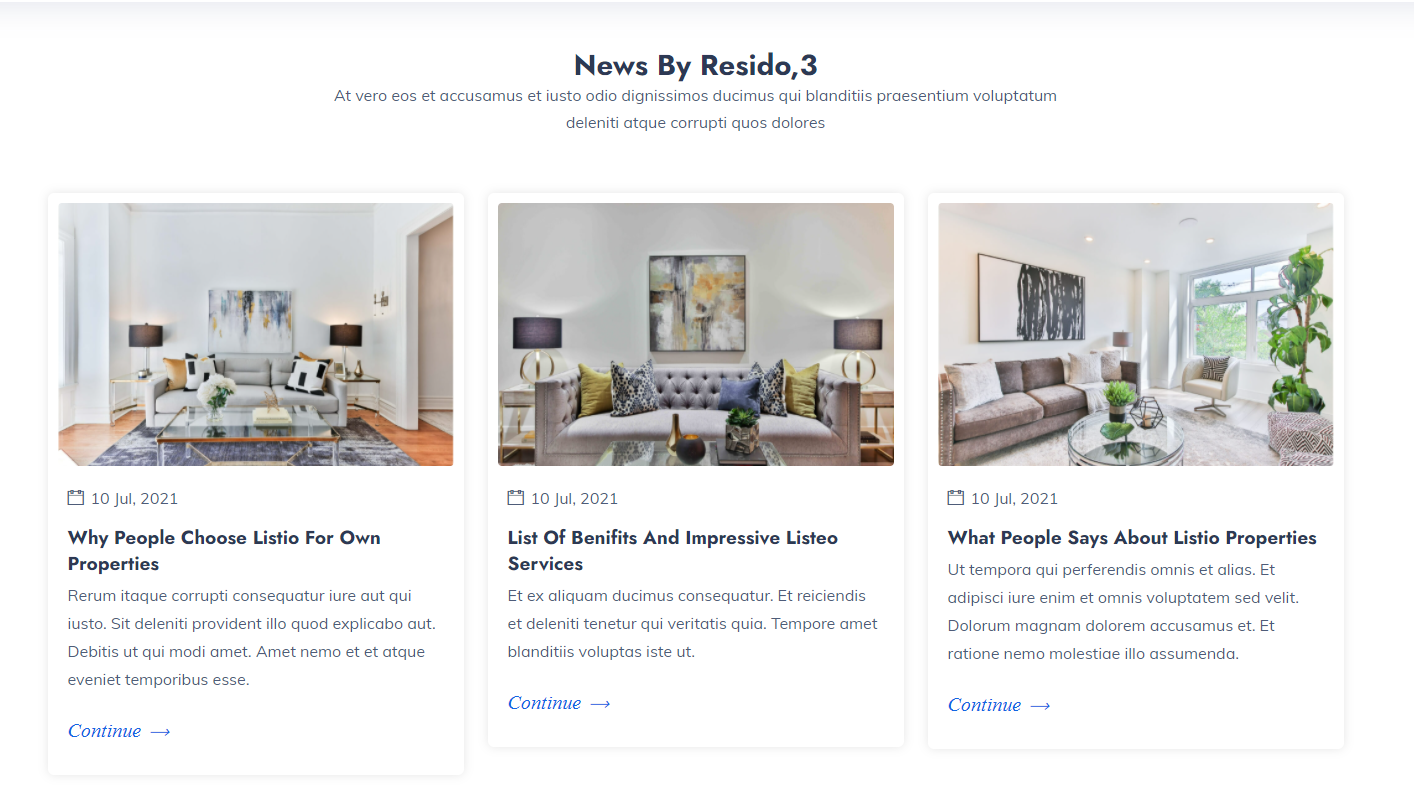 News By Resido,3
At vero eos et accusamus et iusto odio dignissimos ducimus qui blanditiis praesentium voluptatum
deleniti atque corrupti quos dolores
10 Jul, 2021
Why People Choose Listio For Own
Properties
Rerum itaque corrupti consequatur iure aut qui
iusto. Sit deleniti provident illo quod explicabo aut.
Debitis ut qui modi amet. Amet nemo et et atque
eveniet temporibus esse.
Continue ⟶
10 Jul, 2021
List Of Benifits And Impressive Listeo
Services
Et ex aliquam ducimus consequatur. Et reiciendis
et deleniti tenetur qui veritatis quia. Tempore amet
blanditiis voluptas iste ut.
Continue ⟶
10 Jul, 2021
What People Says About Listio Properties
Ut tempora qui perferendis omnis et alias. Et
adipisci iure enim et omnis voluptatem sed velit.
Dolorum magnam dolorem accusamus et. Et
ratione nemo molestiae illo assumenda.
Continue ⟶